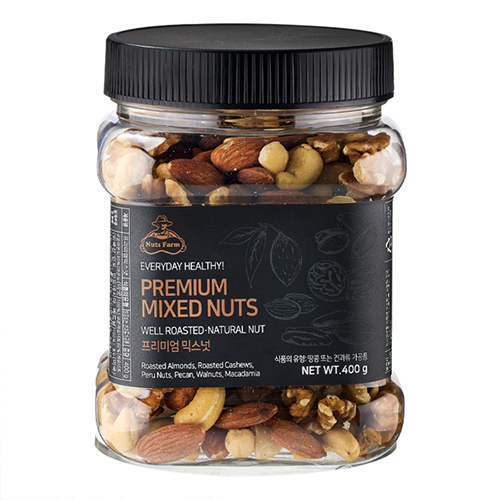 Nuts Farm
EVERYDAY HEALTHY!
PREMIUM
MIXED NUTS
WELL ROASTED·NATURAL NUT
프리미엄 믹스넛
Roasted Almonds, Roasted Cashews,
Peru Nuts, Pecan, Walnuts, Macadamia
식품의 유형: 땅콩 또는 견과류 가공품
NET WT.400 g